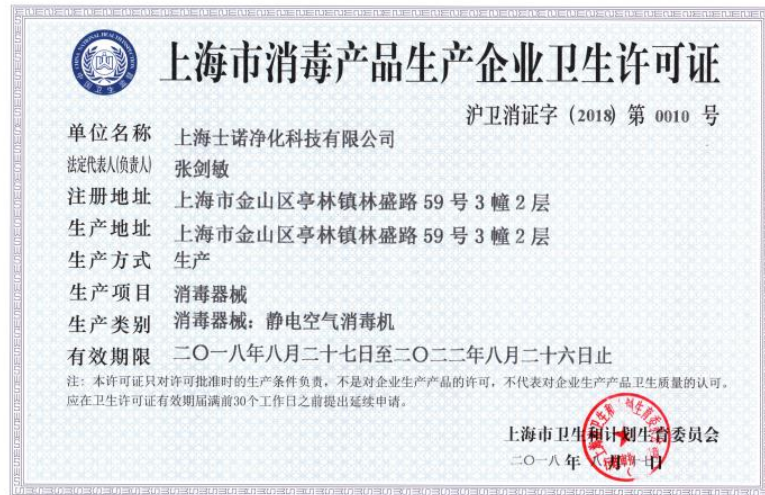 上海市消毒产品生产企业卫生许可证
沪卫消证字（2018）第 0010 号
单位名称 上海士诺净化科技有限公司
法定代表人(负责人) 张剑敏
注册地址 上海市金山区亭林镇林盛路 59 号 3 幢 2 层
生产地址 上海市金山区亭林镇林盛路 59 号 3 幢 2 层
生产方式 生产
生产项目 消毒器械
生产类别 消毒器械：静电空气消毒机
有效期限 二〇一八年八月二十七日至二〇二二年八月二十六日止
注：本许可证只对许可批准时的生产条件负责，不是对企业生产产品的许可，不代表对企业生产产品卫生质量的认可。
应在卫生许可证有效期届满前30个工作日之前提出延续申请。
上海市卫生和计划生育委员会
二〇一八 年 八 月 十七 日